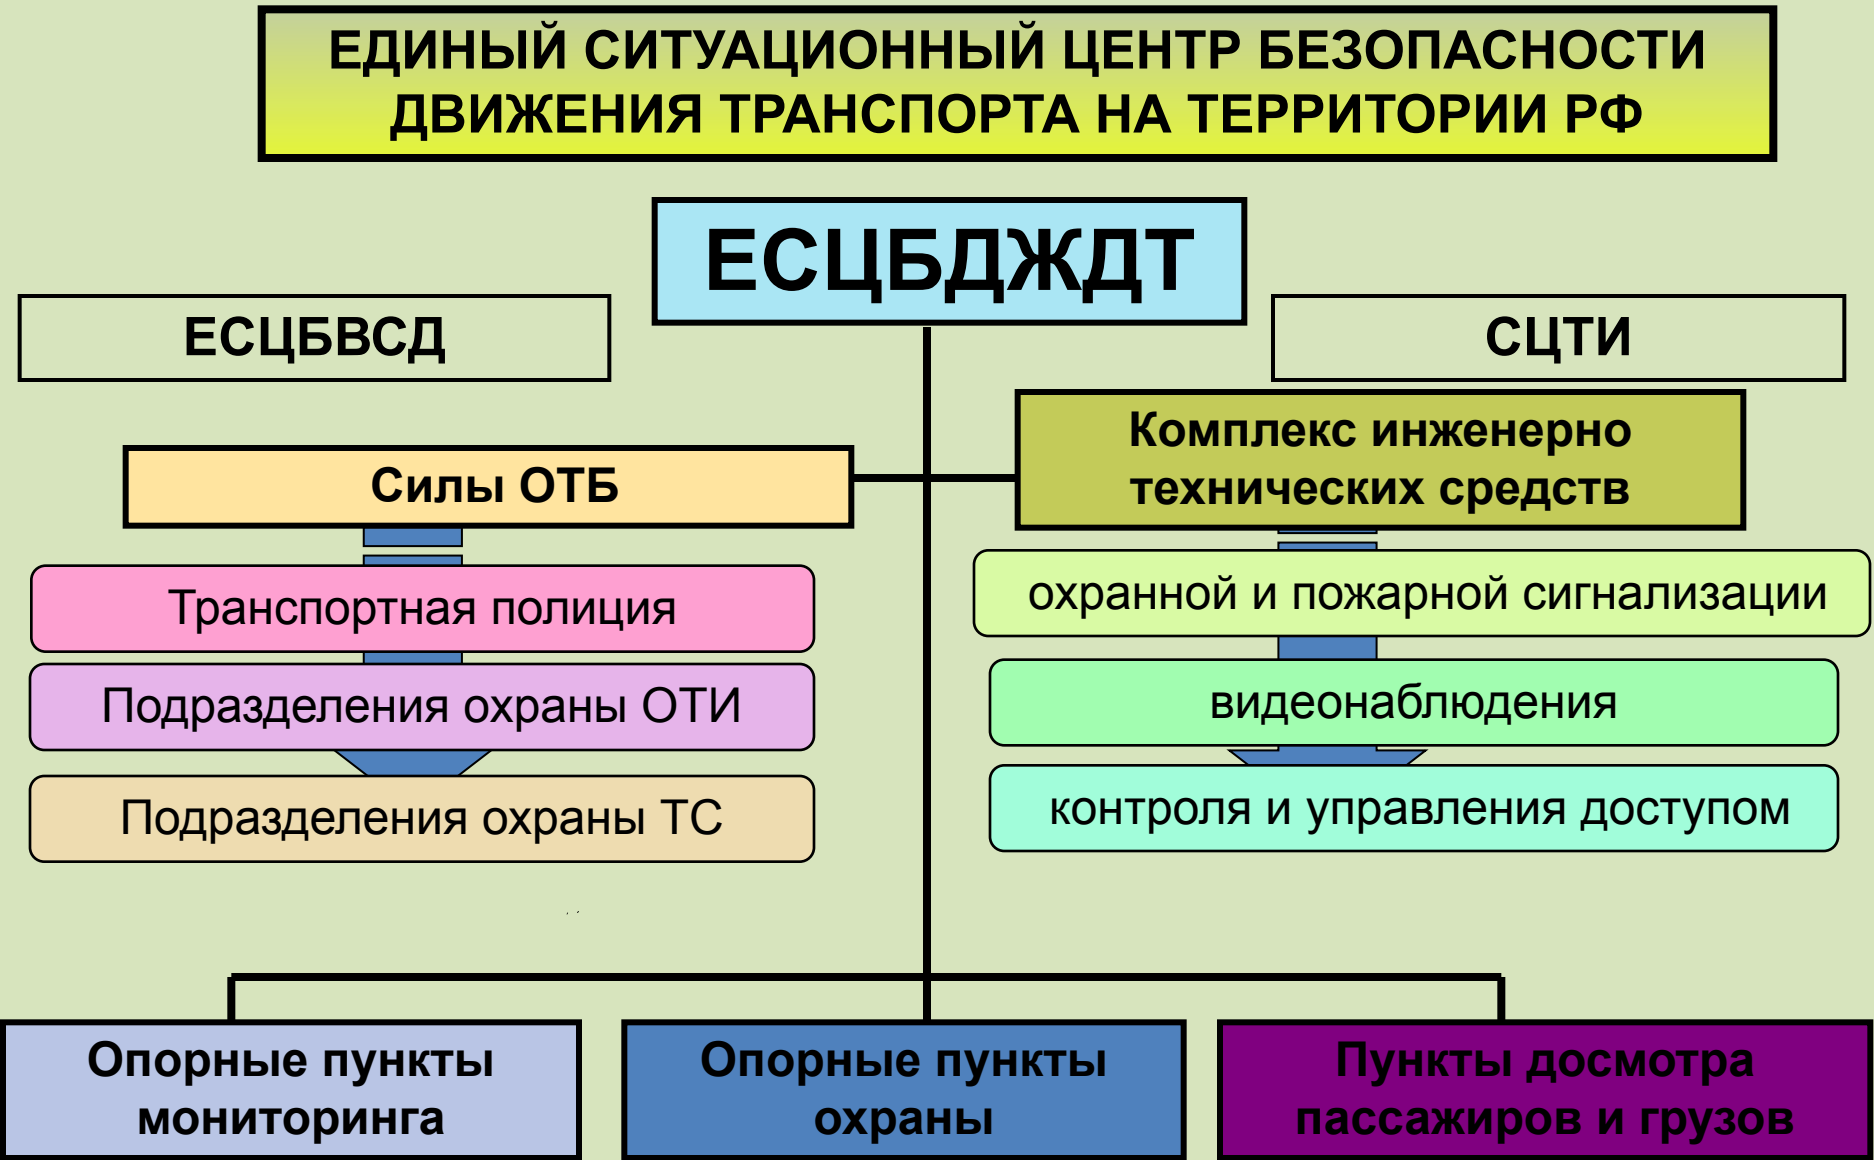 ЕДИНЫЙ СИТУАЦИОННЫЙ ЦЕНТР БЕЗОПАСНОСТИ
ДВИЖЕНИЯ ТРАНСПОРТА НА ТЕРРИТОРИИ РФ
ЕСЦБДЖДТ
ЕСЦБВСД
СЦТИ
Силы ОТБ
Транспортная полиция
Подразделения охраны ОТИ
Подразделения охраны ТС
Комплекс инженерно
технических средств
охранной и пожарной сигнализации
видеонаблюдения
контроля и управления доступом
Опорные пункты
мониторинга
Опорные пункты
охраны
Пункты досмотра
пассажиров и грузов